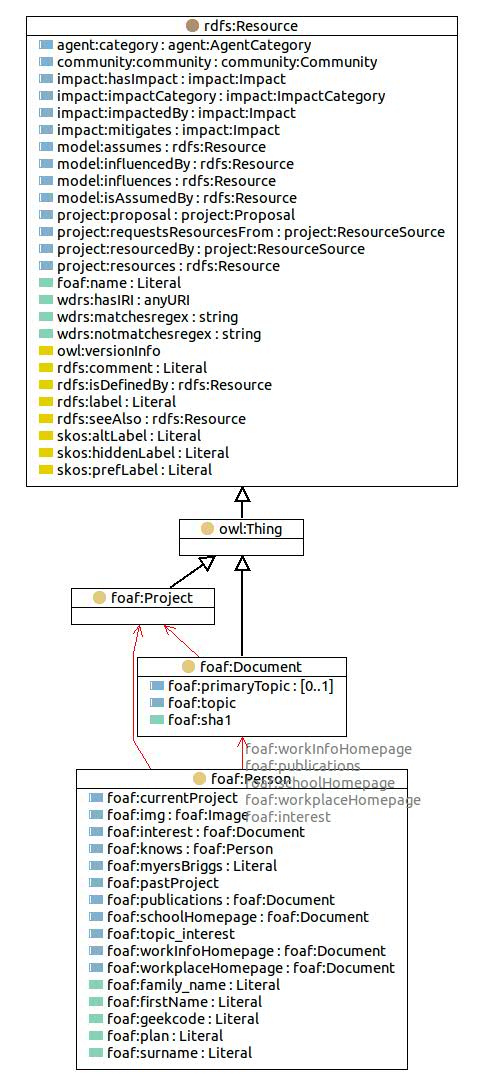 rdfs:Resource
agent:category : agent:AgentCategory
community:community : community:Community
impact:hasImpact : impact:Impact
impact:impactCategory : impact:ImpactCategory
impact:impactedBy : impact:Impact
impact:mitigates : impact:Impact
model:assumes : rdfs:Resource
model:influencedBy : rdfs:Resource
model:influences : rdfs:Resource
model:isAssumedBy : rdfs:Resource
project:proposal : project:Proposal
project:requestsResourcesFrom : project:ResourceSource
project:resourcedBy : project:ResourceSource
project:resources : rdfs:Resource
foaf:name : Literal
wdrs:hasIRI : anyURI
wdrs:matchesregex : string
wdrs:notmatchesregex : string
owl:versionInfo
rdfs:comment : Literal
rdfs:isDefinedBy : rdfs:Resource
rdfs:label : Literal
rdfs:seeAlso : rdfs:Resource
skos:altLabel : Literal
skos:hiddenLabel : Literal
skos:prefLabel : Literal
owl:Thing
foaf:Project
foaf:Document
foaf:primaryTopic : [0..1]
foaf:topic
foaf:sha1
foaf:workInfoHomepage
foaf:publications
foaf:schoolHomepage
foaf:workplaceHomepage
foaf:interest
foaf:Person
foaf:currentProject
foaf:img : foaf:Image
foaf:interest : foaf:Document
foaf:knows : foaf:Person
foaf:myersBriggs : Literal
foaf:pastProject
foaf:publications : foaf:Document
foaf:schoolHomepage : foaf:Document
foaf:topic_interest
foaf:workInfoHomepage : foaf:Document
foaf:workplaceHomepage : foaf:Document
foaf:family_name : Literal
foaf:firstName : Literal
foaf:geekcode : Literal
foaf:plan : Literal
foaf:surname : Literal